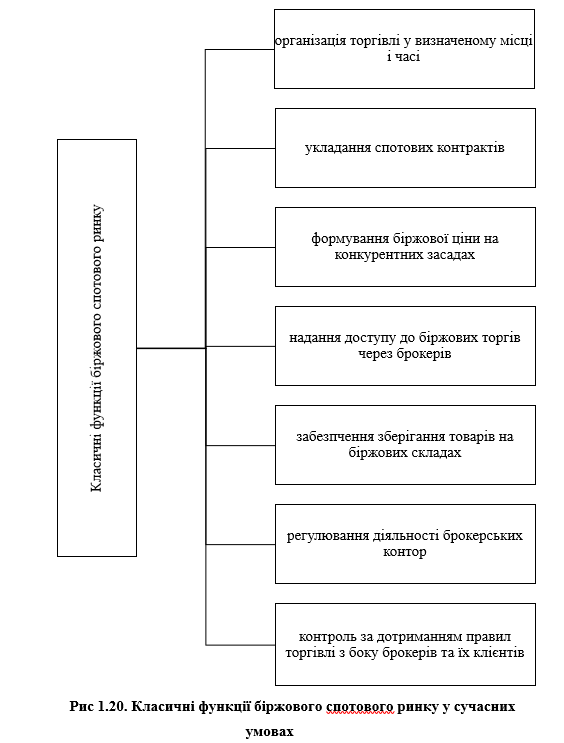 Класичні функції біржового спотового ринку
організація торгівлі у визначеному місці
і часі
укладання спотових контрактів
формування біржової ціни на
конкурентних засадах
надання доступу до біржових торгів
через брокерів
забезпчення зберігання товарів на
біржових складах
регулювання діяльності брокерських
контор
контроль за дотриманням правил
торгівлі з боку брокерів та їх клієнтів
Рис 1.20. Класичні функції біржового спотового ринку у сучасних
умовах